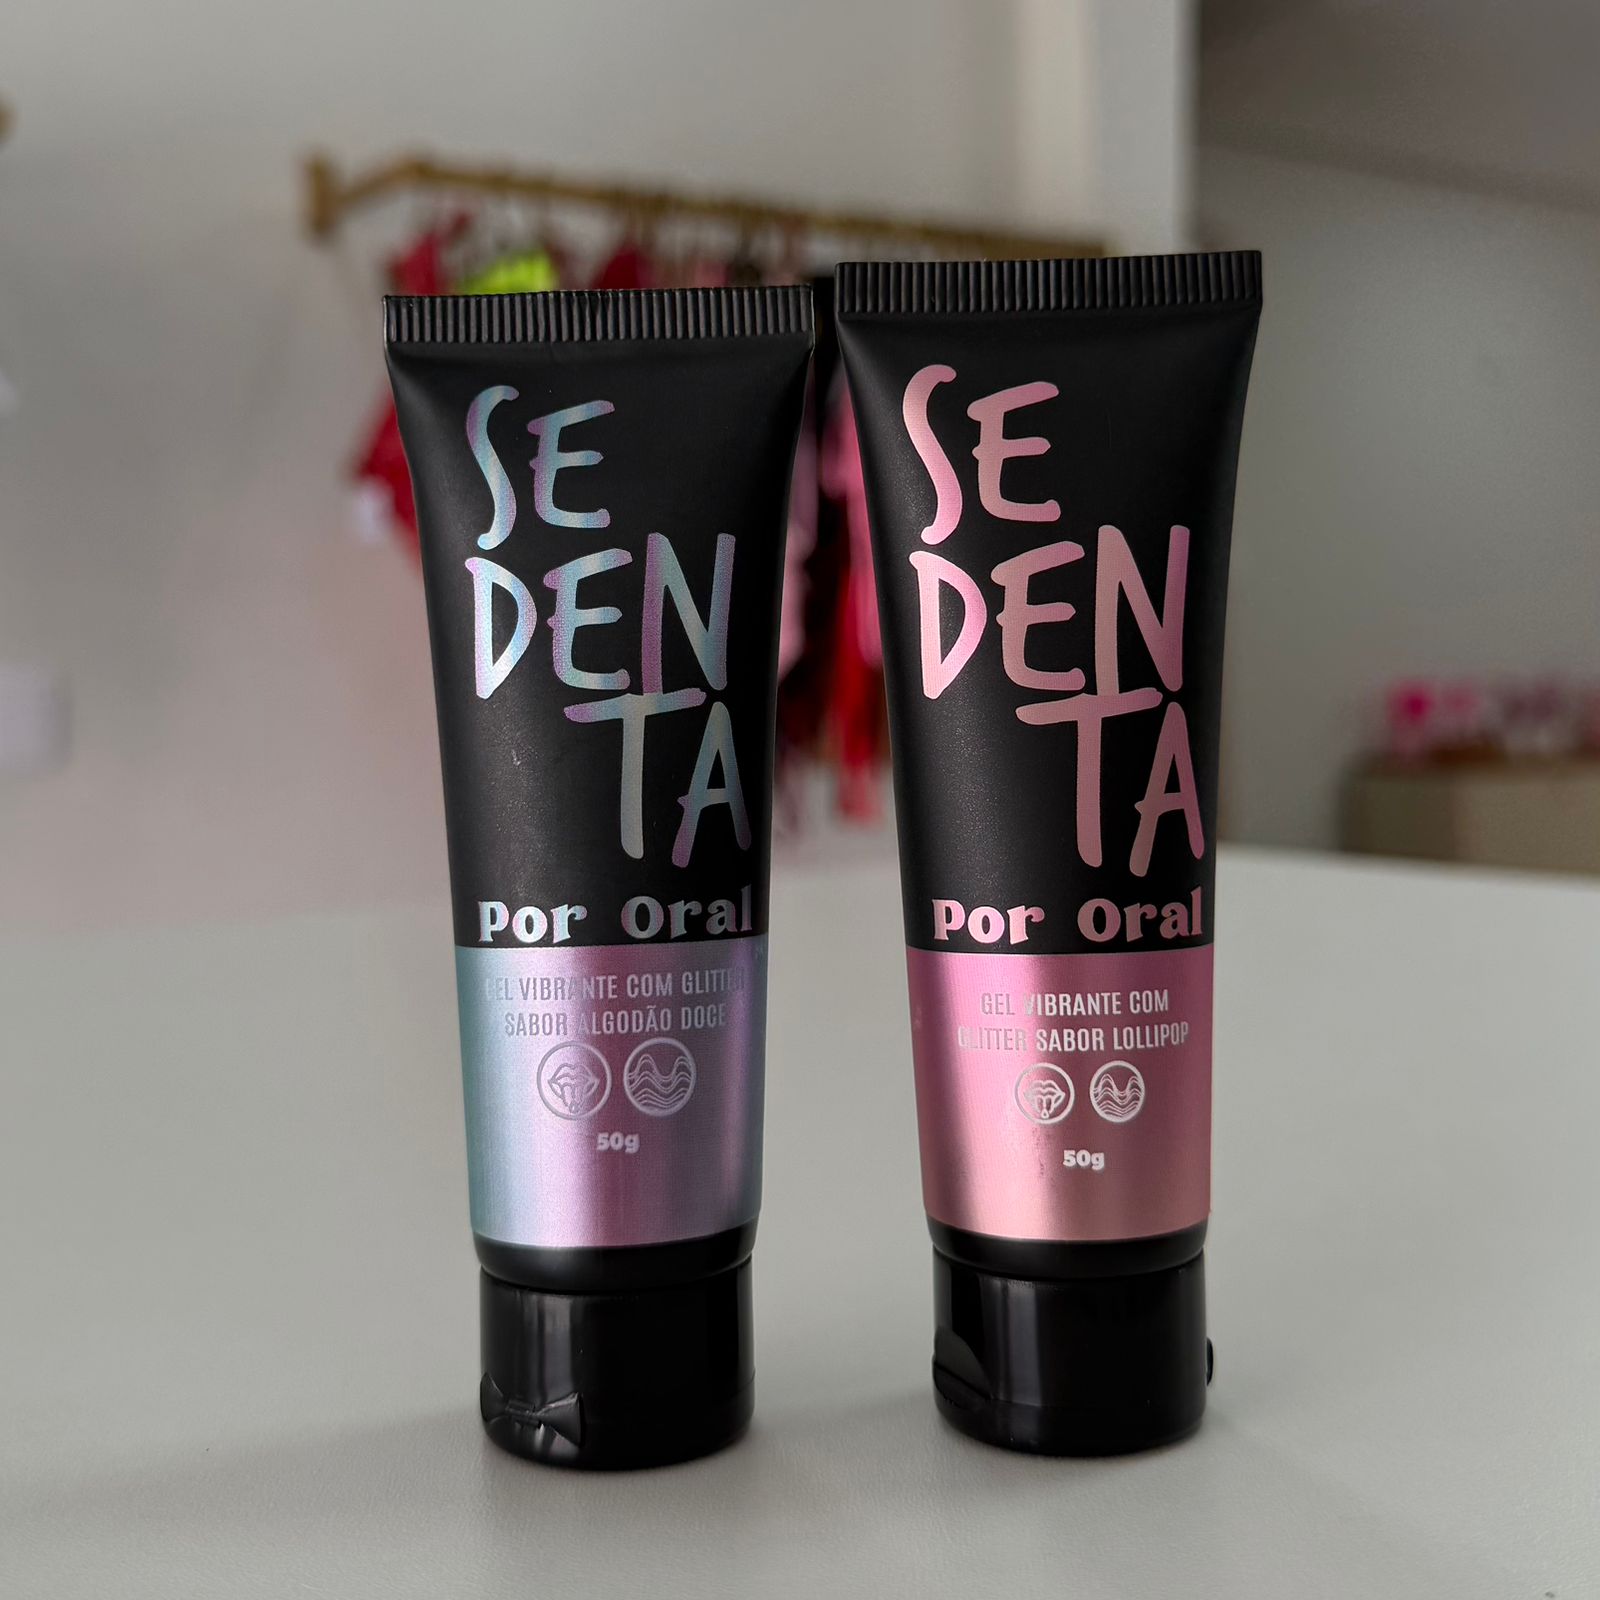 SE
DEN
TA
Por Oral
GEL VIBRANTE COM GLITTER
SABOR ALGODÃO DOCE
50g
SE
DEN
TA
Por Oral
GEL VIBRANTE COM
GLITTER SABOR LOLLIPOP
50g